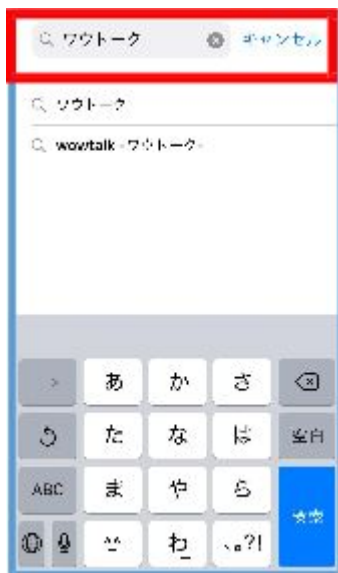 ワウトーク キャンセル
ワウトーク
wowtalk -ワウトーク-
あ か さ
た な は 空白
ABC ま や ら 検索
^^ わ 、。?!